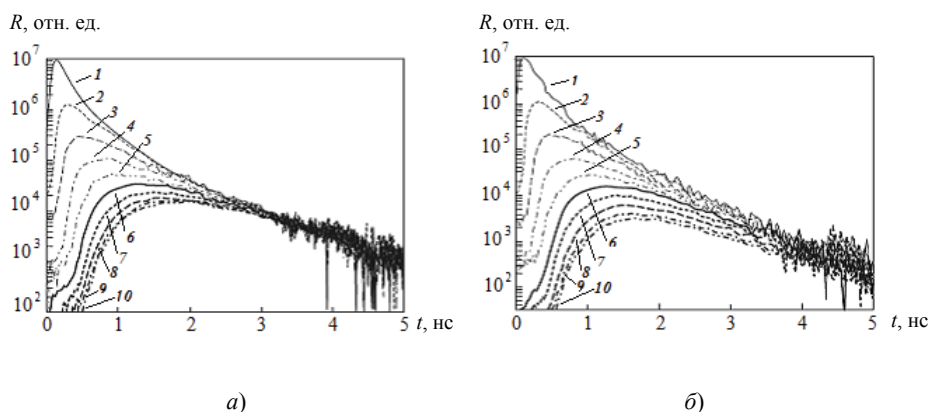 R, отн. ед. R, отн. ед.
10⁷ 10⁷
1 1
10⁶ 2 10⁶ 2
3 3
10⁵ 4 10⁵ 4
5 5
10⁴ 10⁴
6 6
10³ 7 10³ 7
8 8
9 9
10² 10 10² 10
0 1 2 3 4 5 t, нс 0 1 2 3 4 5 t, нс
а) б)